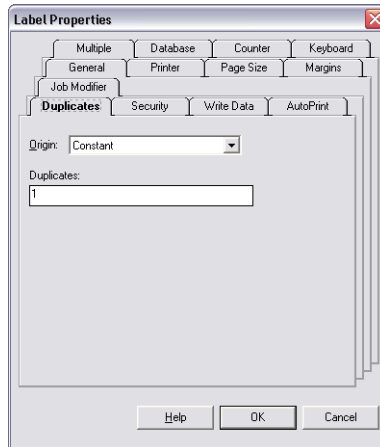 Label Properties
Multiple Database Counter Keyboard
General Printer Page Size Margins
Job Modifier
Duplicates Security Write Data AutoPrint
Origin: Constant
Duplicates:
1
Help OK Cancel